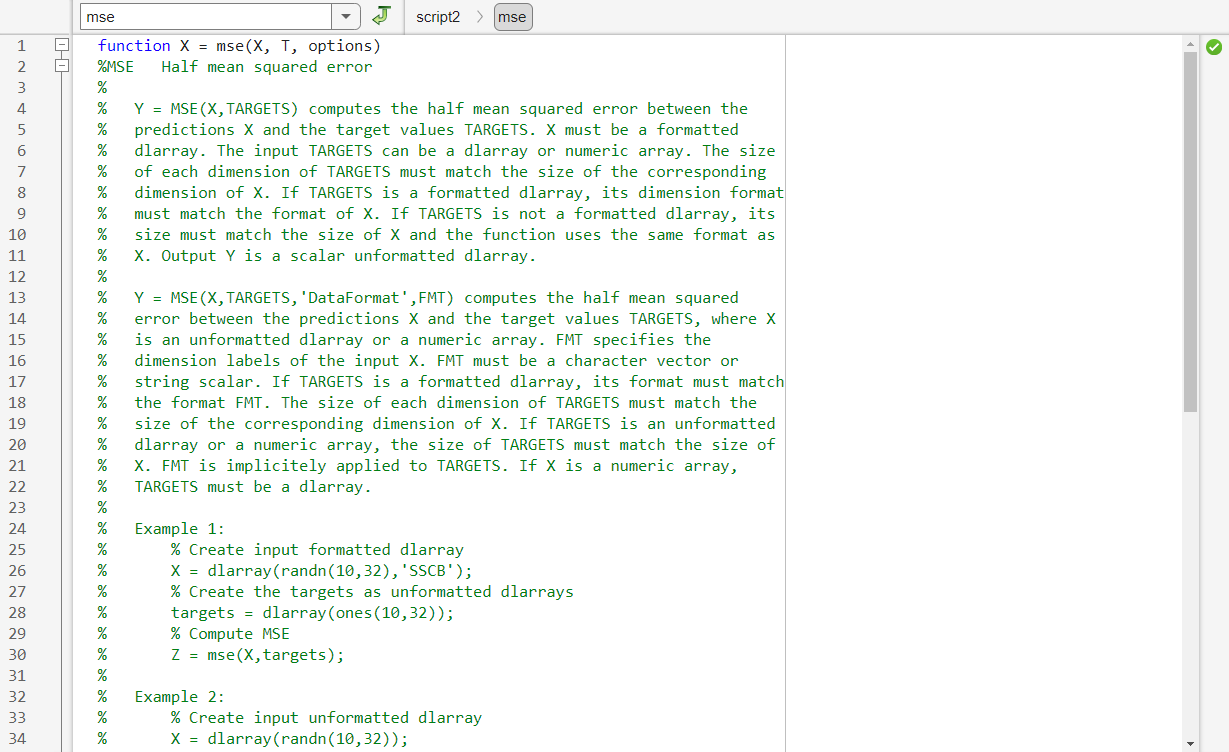 mse script2 mse
1 function X = mse(X, T, options)
2 %MSE Half mean squared error
3 %
4 % Y = MSE(X,TARGETS) computes the half mean squared error between the
5 % predictions X and the target values TARGETS. X must be a formatted
6 % dlarray. The input TARGETS can be a dlarray or numeric array. The size
7 % of each dimension of TARGETS must match the size of the corresponding
8 % dimension of X. If TARGETS is a formatted dlarray, its dimension format
9 % must match the format of X. If TARGETS is not a formatted dlarray, its
10 % size must match the size of X and the function uses the same format as
11 % X. Output Y is a scalar unformatted dlarray.
12 %
13 % Y = MSE(X,TARGETS,'DataFormat',FMT) computes the half mean squared
14 % error between the predictions X and the target values TARGETS, where X
15 % is an unformatted dlarray or a numeric array. FMT specifies the
16 % dimension labels of the input X. FMT must be a character vector or
17 % string scalar. If TARGETS is a formatted dlarray, its format must match
18 % the format FMT. The size of each dimension of TARGETS must match the
19 % size of the corresponding dimension of X. If TARGETS is an unformatted
20 % dlarray or a numeric array, the size of TARGETS must match the size of
21 % X. FMT is implicitely applied to TARGETS. If X is a numeric array,
22 % TARGETS must be a dlarray.
23 %
24 % Example 1:
25 % % Create input formatted dlarray
26 % X = dlarray(randn(10,32),'SSCB');
27 % % Create the targets as unformatted dlarrays
28 % targets = dlarray(ones(10,32));
29 % % Compute MSE
30 % Z = mse(X,targets);
31 %
32 % Example 2:
33 % % Create input unformatted dlarray
34 % X = dlarray(randn(10,32));